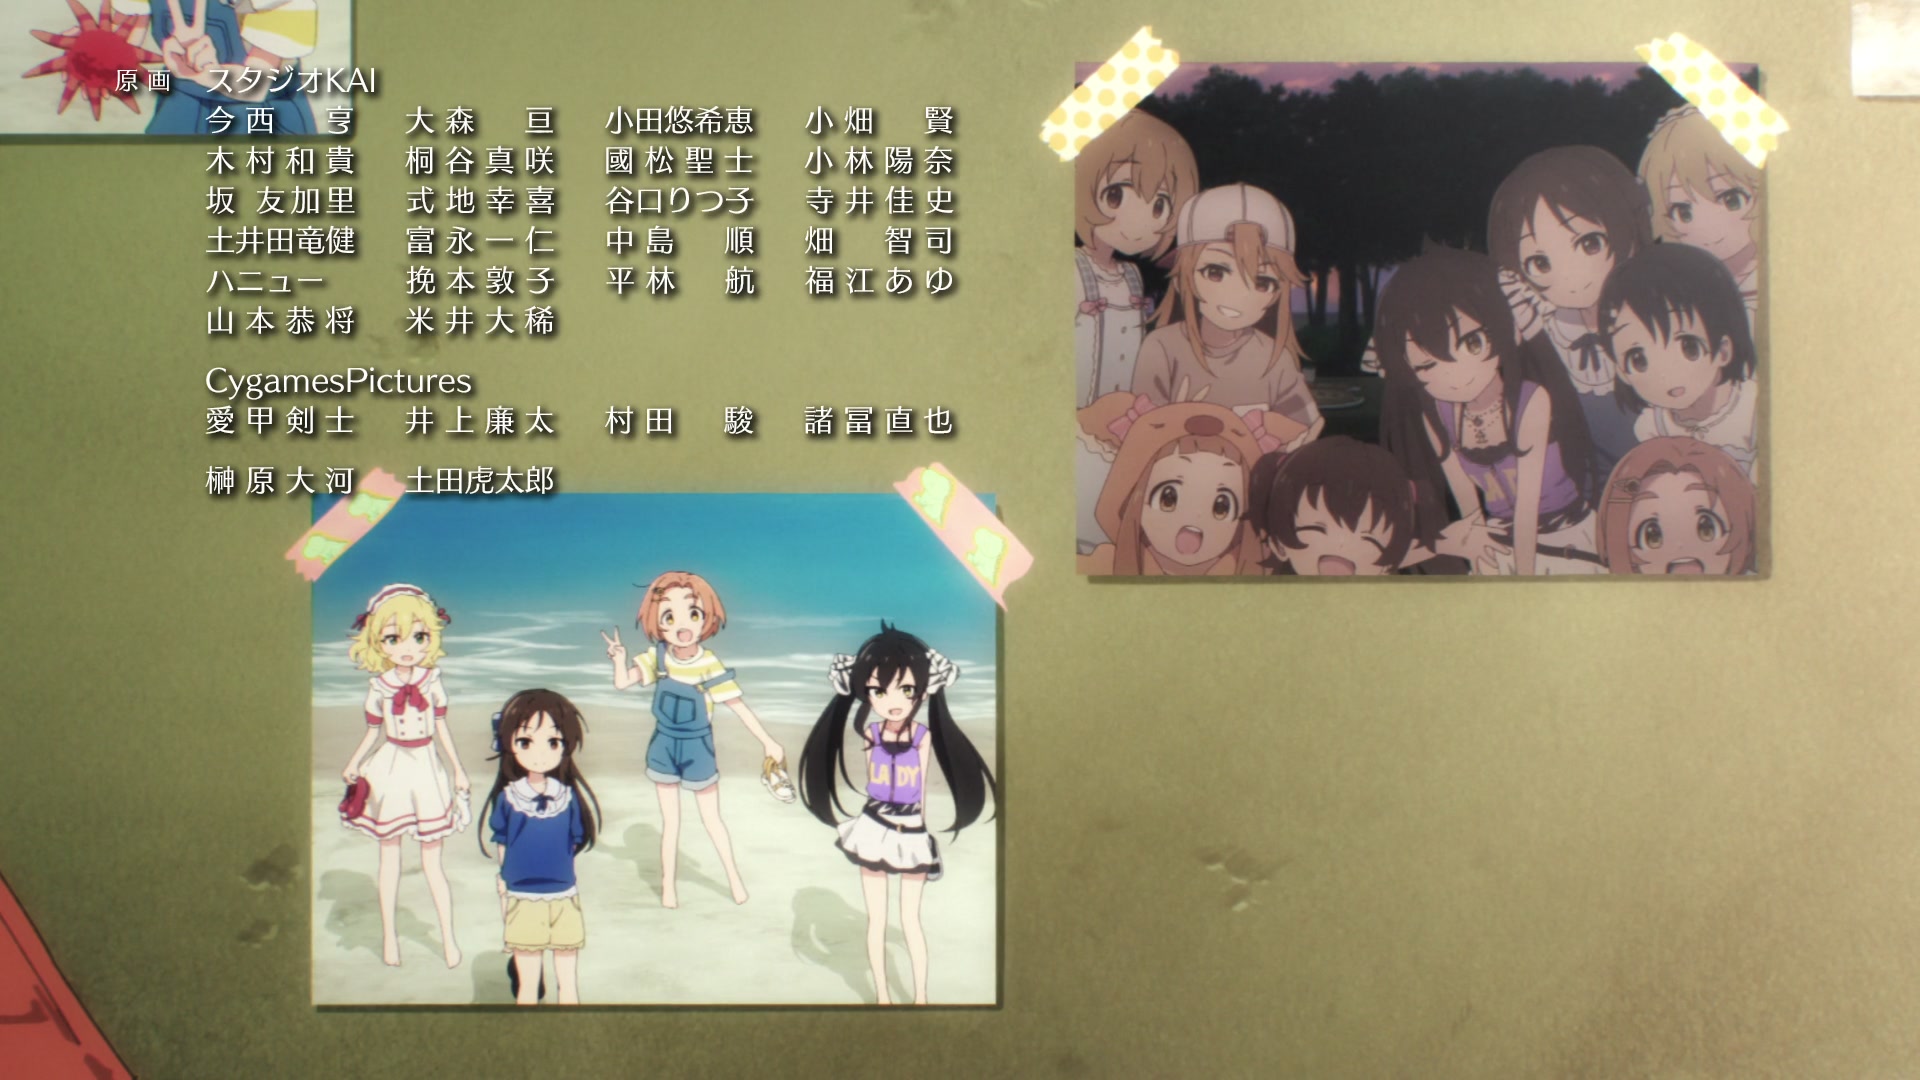 原画 スタジオKAI
今西 亨 大森 亘 小田悠希恵 小畑 賢
木村和貴 桐谷真咲 國松聖士 小林陽奈
坂 友加里 式地幸喜 谷口りつ子 寺井佳史
土井田竜健 富永一仁 中島 順 畑 智司
ハニュー 挽本敦子 平林 航 福江あゆ
山本恭将 米井大稀
CygamesPictures
愛甲剣士 井上廉太 村田 駿 諸冨直也
榊原大河 土田虎太郎
LADY